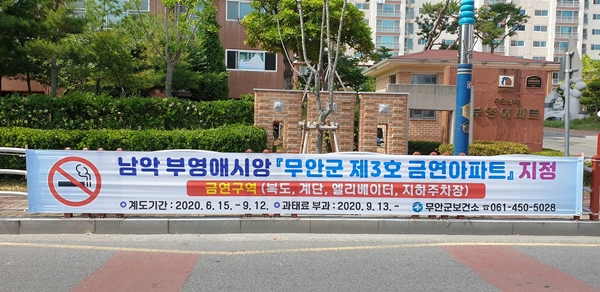 남악 부영애시앙 『무안군 제3호 금연아파트』 지정
금연구역 (복도, 계단, 엘리베이터, 지하주차장)
◎ 계도기간 : 2020. 6. 15. ~ 9. 12. ◎ 과태료 부과 : 2020. 9. 13. ~ 무안군보건소 ☎ 061-450-5028